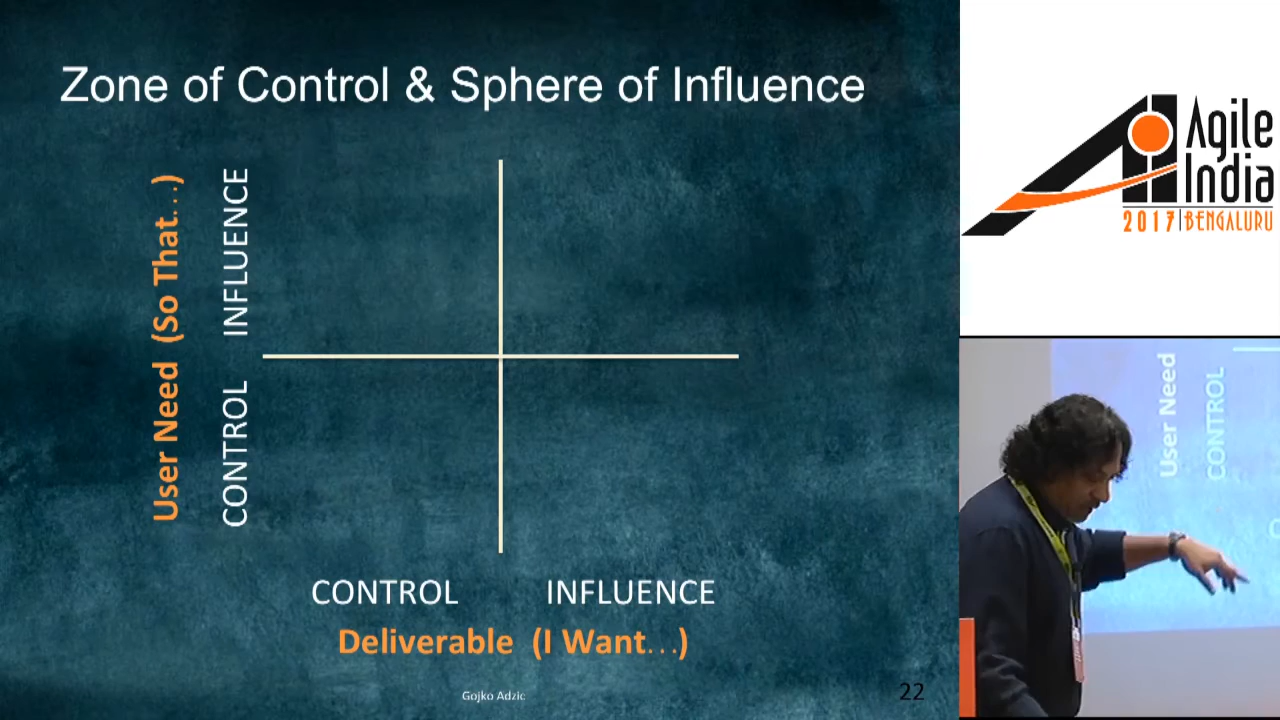 Zone of Control & Sphere of Influence
User Need (So That...)
CONTROL INFLUENCE
CONTROL INFLUENCE
Deliverable (I Want...)
Gojko Adzic
22
Agile
India
2017 | BENGALURU
User Need
CONTROL